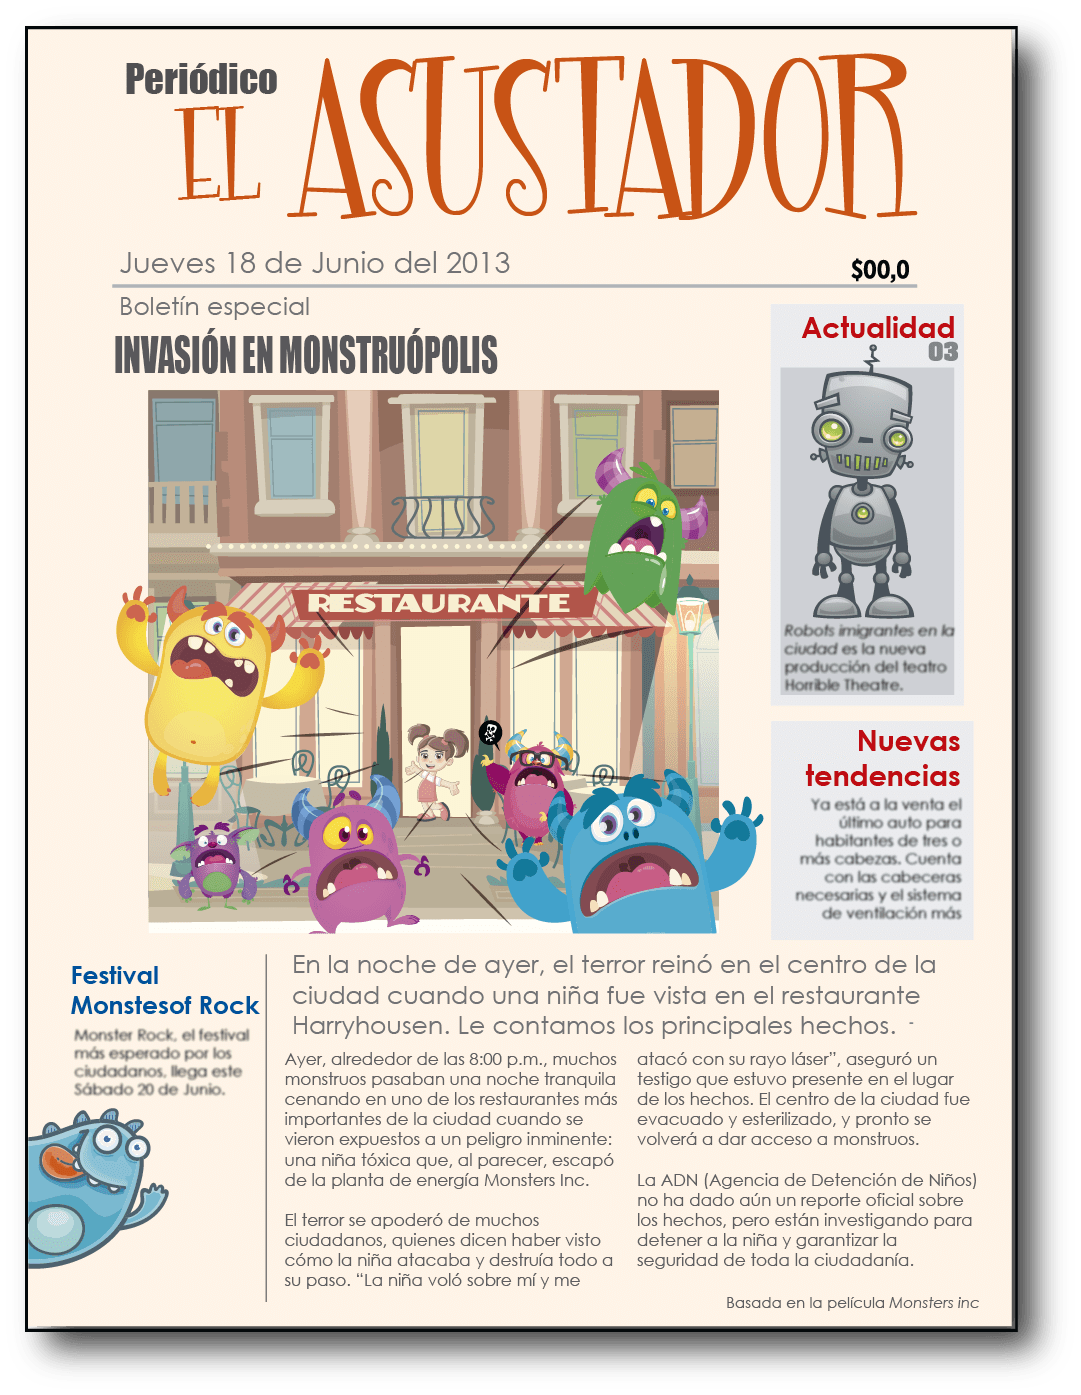 Periódico
EL ASUSTADOR
Jueves 18 de Junio del 2013
$00,0
Boletín especial
INVASIÓN EN MONSTRUÓPOLIS
RESTAURANTE
Actualidad
03
Robots imigrantes en la
ciudad es la nueva
producción del teatro
Horrible Theatre.
Nuevas
tendencias
Ya está a la venta el
último auto para
habitantes de tres o
más cabezas. Cuenta
con las cabeceras
necesarias y el sistema
de ventilación más
Festival
Monstesof Rock
Monster Rock, el festival
más esperado por los
ciudadanos, llega este
Sábado 20 de Junio.
En la noche de ayer, el terror reinó en el centro de la
ciudad cuando una niña fue vista en el restaurante
Harryhousen. Le contamos los principales hechos. -
Ayer, alrededor de las 8:00 p.m., muchos
monstruos pasaban una noche tranquila
cenando en uno de los restaurantes más
importantes de la ciudad cuando se
vieron expuestos a un peligro inminente:
una niña tóxica que, al parecer, escapó
de la planta de energía Monsters Inc.
El terror se apoderó de muchos
ciudadanos, quienes dicen haber visto
cómo la niña atacaba y destruía todo a
su paso. “La niña voló sobre mí y me
atacó con su rayo láser”, aseguró un
testigo que estuvo presente en el lugar
de los hechos. El centro de la ciudad fue
evacuado y esterilizado, y pronto se
volverá a dar acceso a monstruos.
La ADN (Agencia de Detención de Niños)
no ha dado aún un reporte oficial sobre
los hechos, pero están investigando para
detener a la niña y garantizar la
seguridad de toda la ciudadanía.
Basada en la película Monsters inc